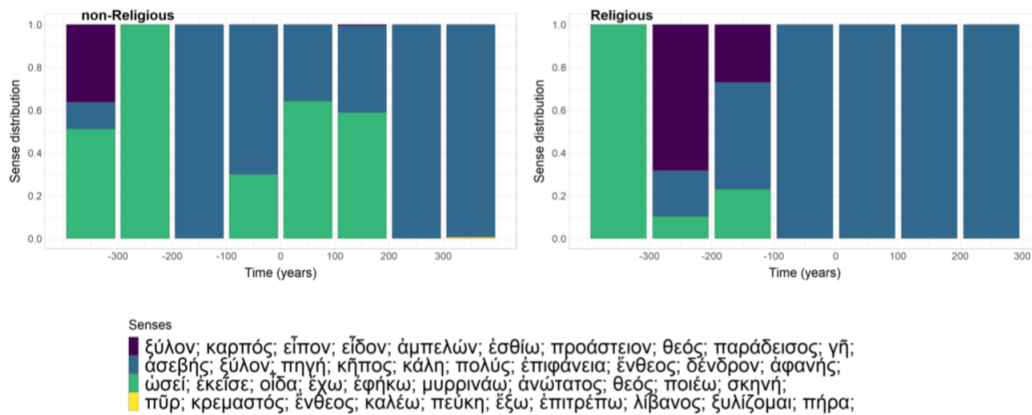 non-Religious
Religious
Sense distribution
1.0
0.8
0.6
0.4
0.2
0.0
-300 -200 -100 0 100 200 300
Time (years)
Sense distribution
1.0
0.8
0.6
0.4
0.2
0.0
-300 -200 -100 0 100 200 300
Time (years)
Senses
ξύλον; καρπός; εἶπον; εἶδον; ἀμπελών; ἐσθίω; προάστειον; θεός; παράδεισος; γῆ;
ἀσεβής; ξύλον; πηγή; κῆπος; κάλη; πολύς; ἐπιφάνεια; ἔνθεος; δένδρον; ἀφανής;
ὡσεί; ἐκεῖσε; οἶδα; ἔχω; ἐφήκω; μυρρινάω; ἀνώτατος; θεός; ποιέω; σκηνή;
πῦρ; κρεμαστός; ἔνθεος; καλέω; πεύκη; ἔξω; ἐπιτρέπω; λίβανος; ξυλίζομαι; πήρα;